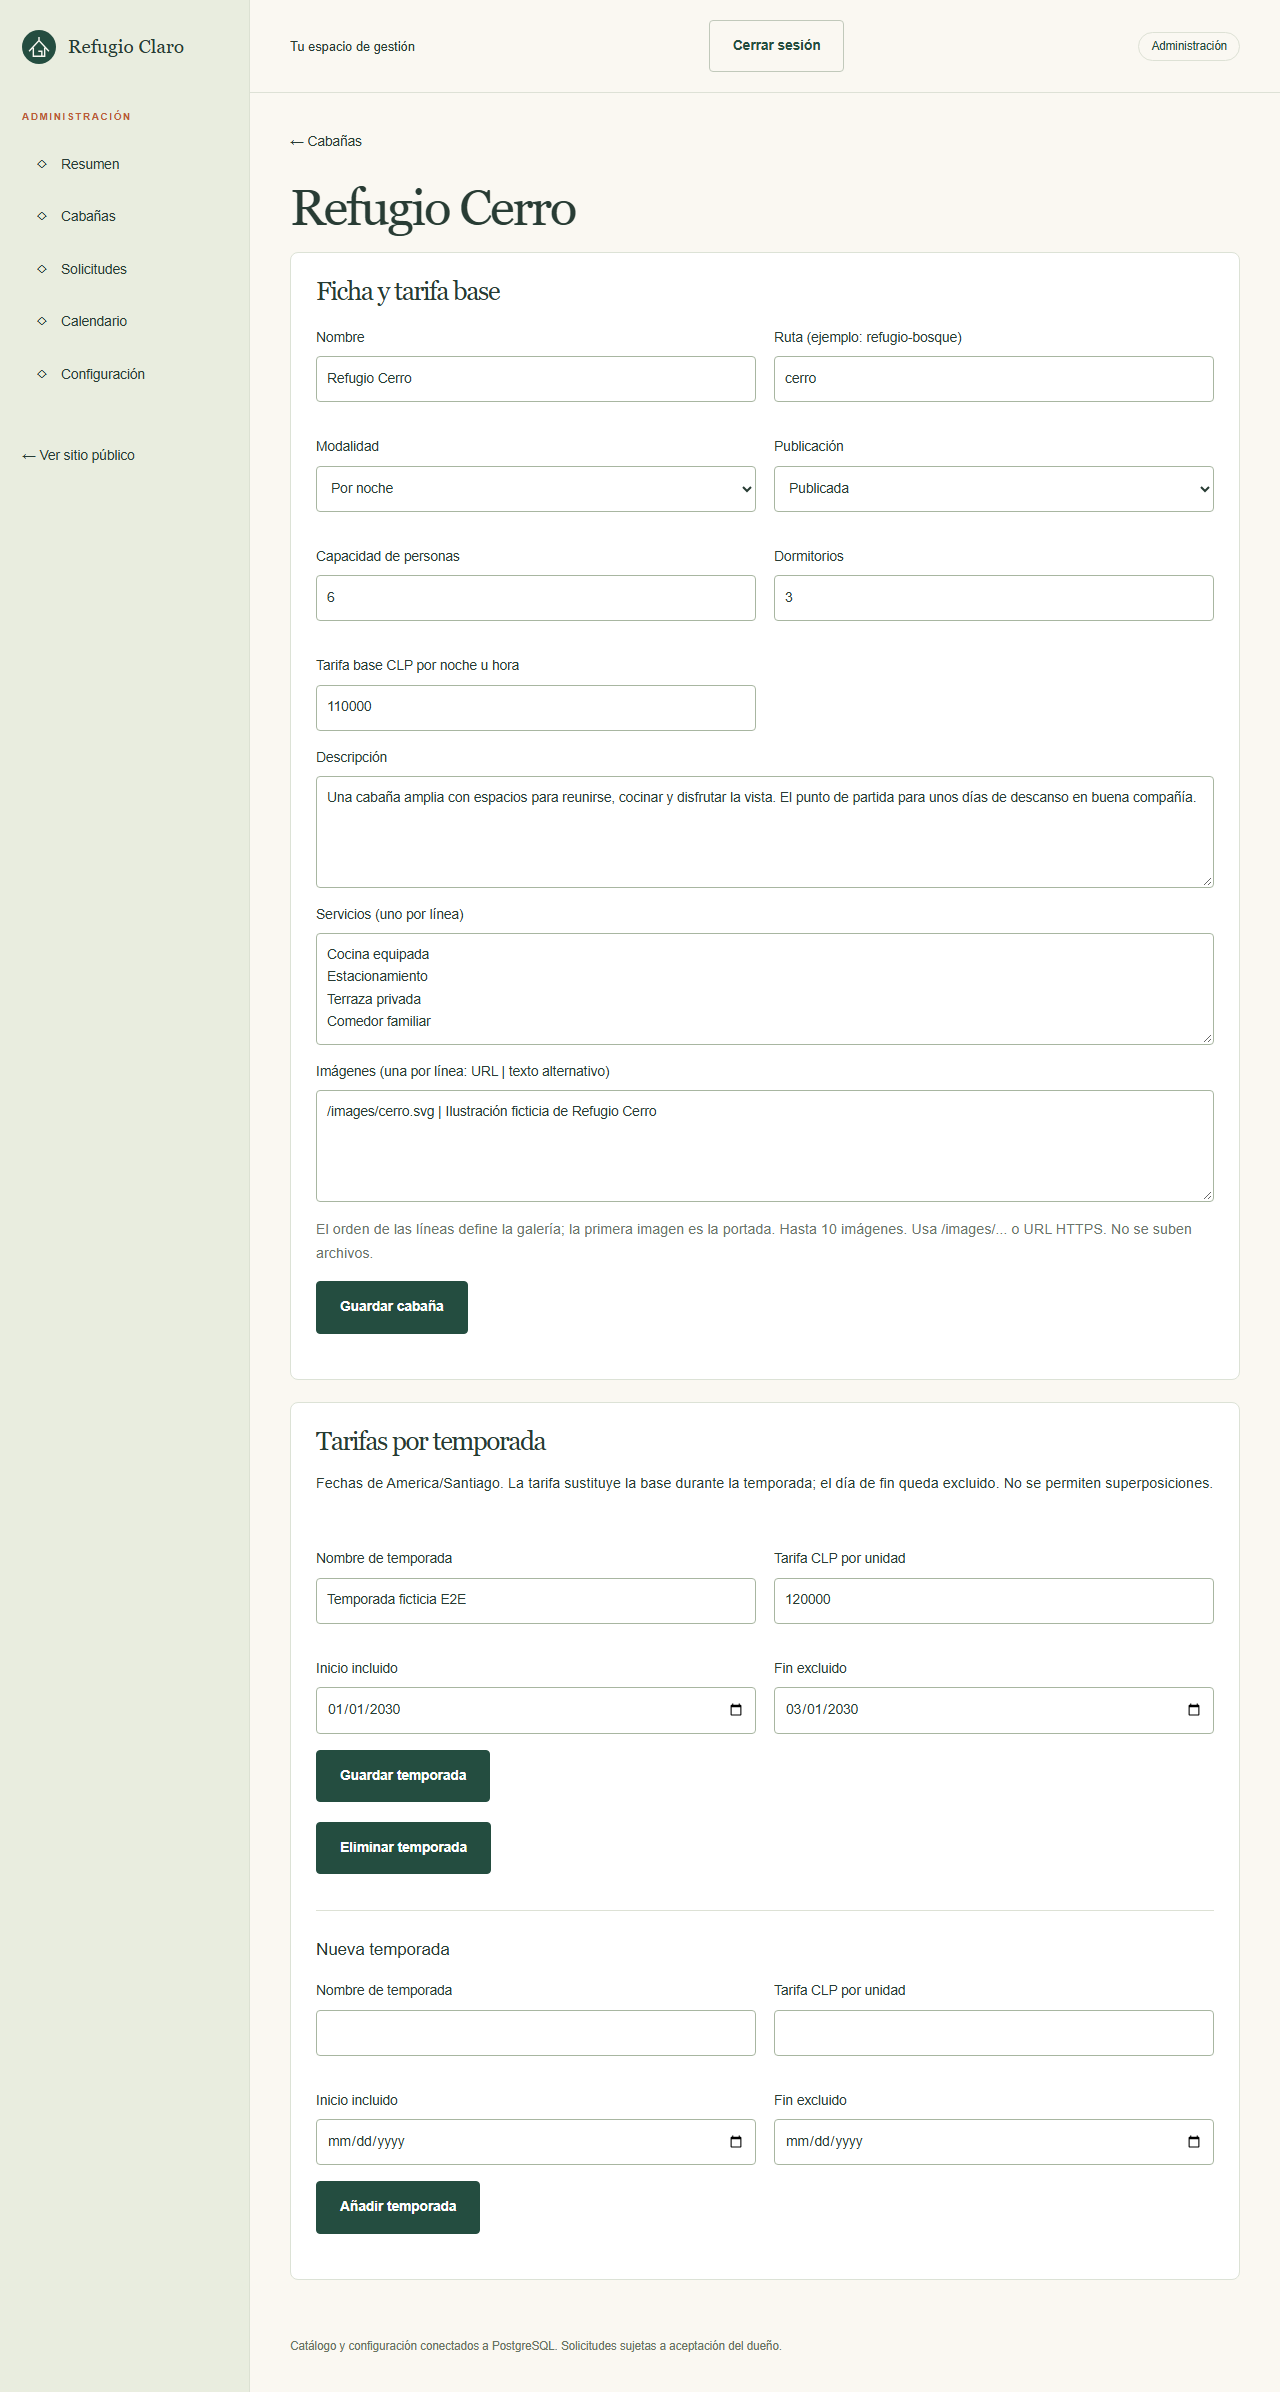 Refugio Claro
ADMINISTRACIÓN
Resumen
Cabañas
Solicitudes
Calendario
Configuración
← Ver sitio público
Tu espacio de gestión
Cerrar sesión
Administración
← Cabañas
Refugio Cerro
Ficha y tarifa base
Nombre
Ruta (ejemplo: refugio-bosque)
Refugio Cerro
cerro
Modalidad
Publicación
Por noche
Publicada
Capacidad de personas
Dormitorios
6
3
Tarifa base CLP por noche u hora
110000
Descripción
Una cabaña amplia con espacios para reunirse, cocinar y disfrutar la vista. El punto de partida para unos días de descanso en buena compañía.
Servicios (uno por línea)
Cocina equipada
Estacionamiento
Terraza privada
Comedor familiar
Imágenes (una por línea: URL | texto alternativo)
/images/cerro.svg | Ilustración ficticia de Refugio Cerro
El orden de las líneas define la galería; la primera imagen es la portada. Hasta 10 imágenes. Usa /images/... o URL HTTPS. No se suben
archivos.
Guardar cabaña
Tarifas por temporada
Fechas de America/Santiago. La tarifa sustituye la base durante la temporada; el día de fin queda excluido. No se permiten superposiciones.
Nombre de temporada
Tarifa CLP por unidad
Temporada ficticia E2E
120000
Inicio incluido
Fin excluido
01/01/2030
03/01/2030
Guardar temporada
Eliminar temporada
Nueva temporada
Nombre de temporada
Tarifa CLP por unidad
Inicio incluido
Fin excluido
mm/dd/yyyy
mm/dd/yyyy
Añadir temporada
Catálogo y configuración conectados a PostgreSQL. Solicitudes sujetas a aceptación del dueño.